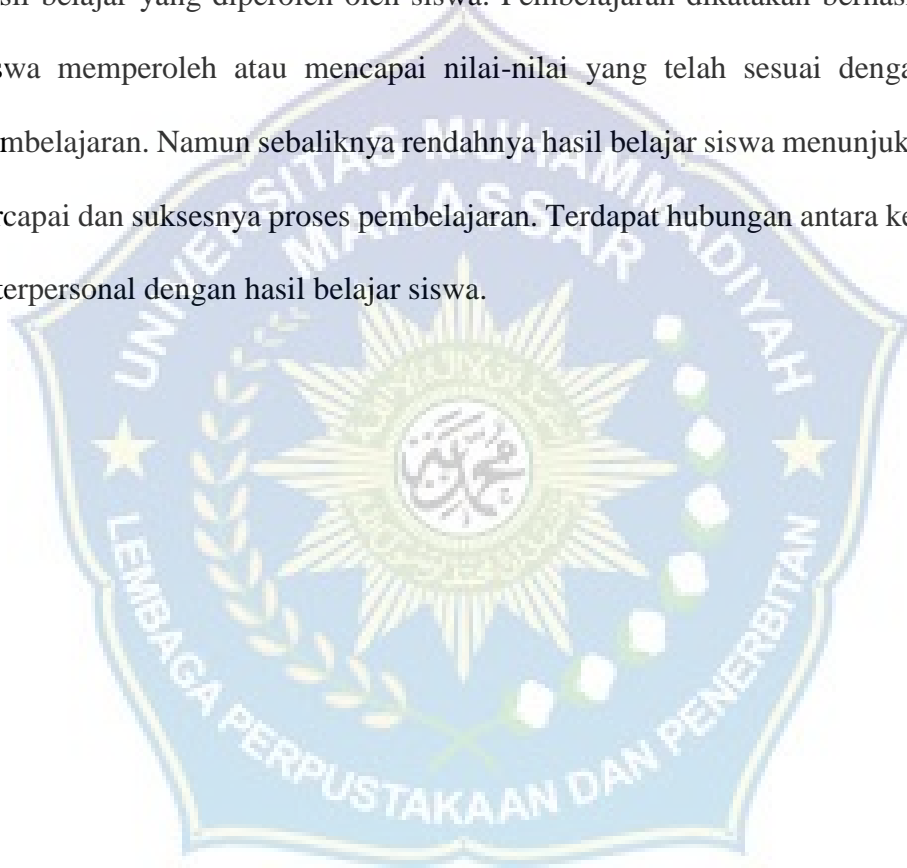 sil belajar yang diperoleh oleh siswa. Pembelajaran dikatakan berhas
swa memperoleh atau mencapai nilai-nilai yang telah sesuai denga
mbelajaran. Namun sebaliknya rendahnya hasil belajar siswa menunjuk
rcapai dan suksesnya proses pembelajaran. Terdapat hubungan antara ke
terpersonal dengan hasil belajar siswa.
UNIVERSITAS MUHAMMADIYAH
MAKASSAR
LEMBAGA PERPUSTAKAAN DAN PENERBITAN